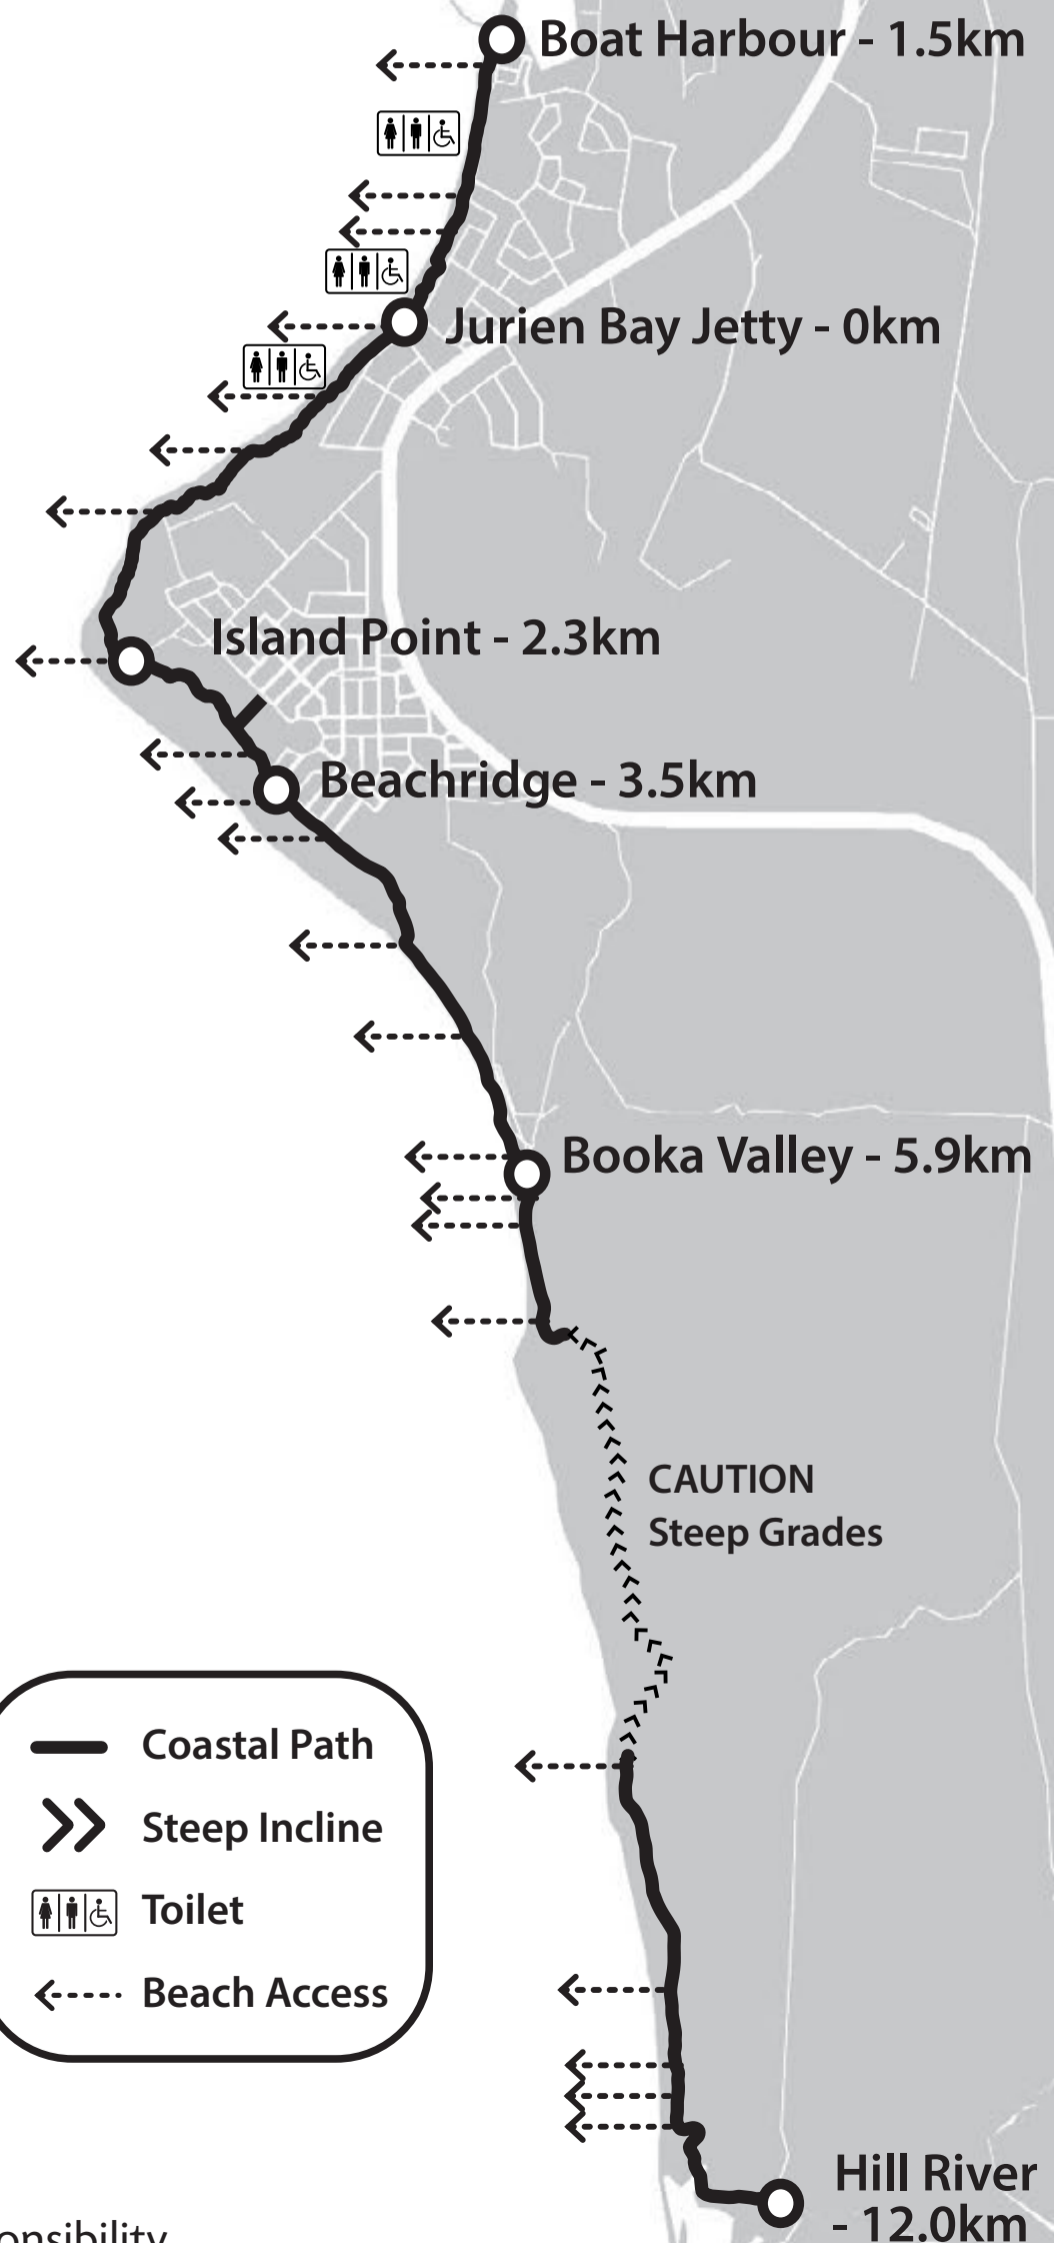 Boat Harbour - 1.5km
Jurien Bay Jetty - 0km
Island Point - 2.3km
Beachridge - 3.5km
Booka Valley - 5.9km
CAUTION
Steep Grades
Coastal Path
Steep Incline
Toilet
Beach Access
Hill River
- 12.0km